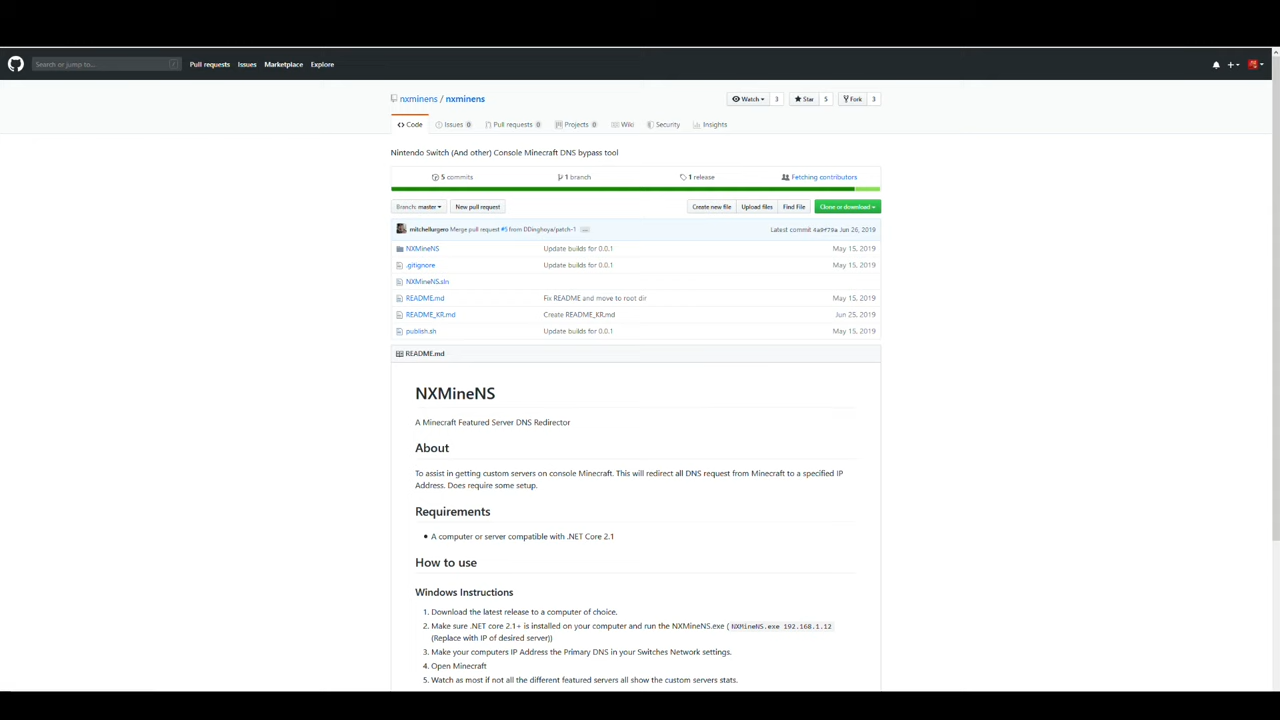 Search or jump to... /
Pull requests Issues Marketplace Explore
nxminens / nxminens
Watch 3 Star 5 Fork 3
Code Issues 0 Pull requests 0 Projects 0 Wiki Security Insights
Nintendo Switch (And other) Console Minecraft DNS bypass tool
5 commits 1 branch 1 release Fetching contributors
Branch: master New pull request Create new file Upload files Find File Clone or download
mitchellurgero Merge pull request #5 from DDinghoya/patch-1 ... Latest commit 4a9f79a Jun 26, 2019
NXMineNS Update builds for 0.0.1 May 15, 2019
.gitignore Update builds for 0.0.1 May 15, 2019
NXMineNS.sln
README.md Fix README and move to root dir May 15, 2019
README_KR.md Create README_KR.md Jun 25, 2019
publish.sh Update builds for 0.0.1 May 15, 2019
README.md
NXMineNS
A Minecraft Featured Server DNS Redirector
About
To assist in getting custom servers on console Minecraft. This will redirect all DNS request from Minecraft to a specified IP
Address. Does require some setup.
Requirements
• A computer or server compatible with .NET Core 2.1
How to use
Windows Instructions
1. Download the latest release to a computer of choice.
2. Make sure .NET core 2.1+ is installed on your computer and run the NXMineNS.exe ( NXMineNS.exe 192.168.1.12
(Replace with IP of desired server))
3. Make your computers IP Address the Primary DNS in your Switches Network settings.
4. Open Minecraft
5. Watch as most if not all the different featured servers all show the custom servers stats.